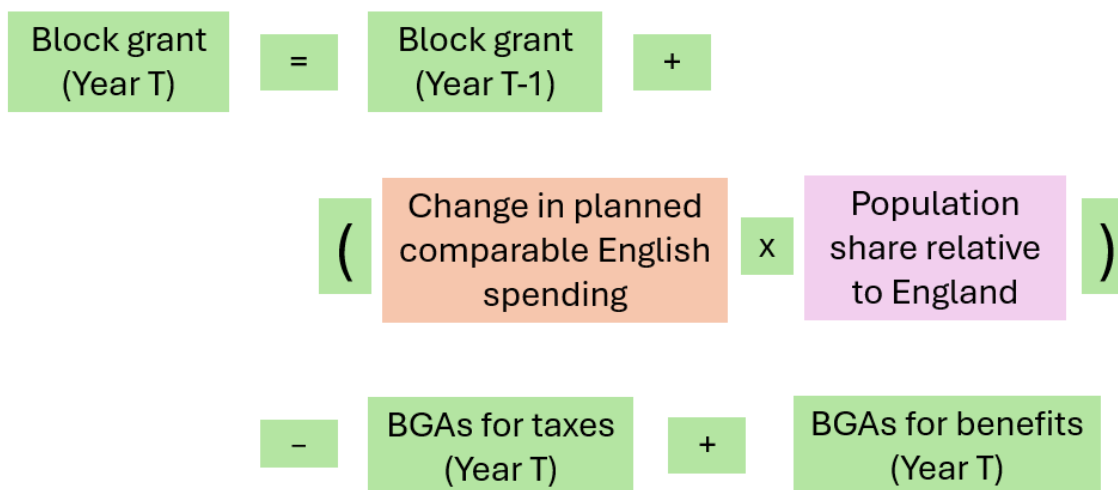 Block grant = Block grant +
(Year T) (Year T-1)
( Change in planned comparable English spending x Population share relative to England )
− BGAs for taxes + BGAs for benefits
(Year T) (Year T)